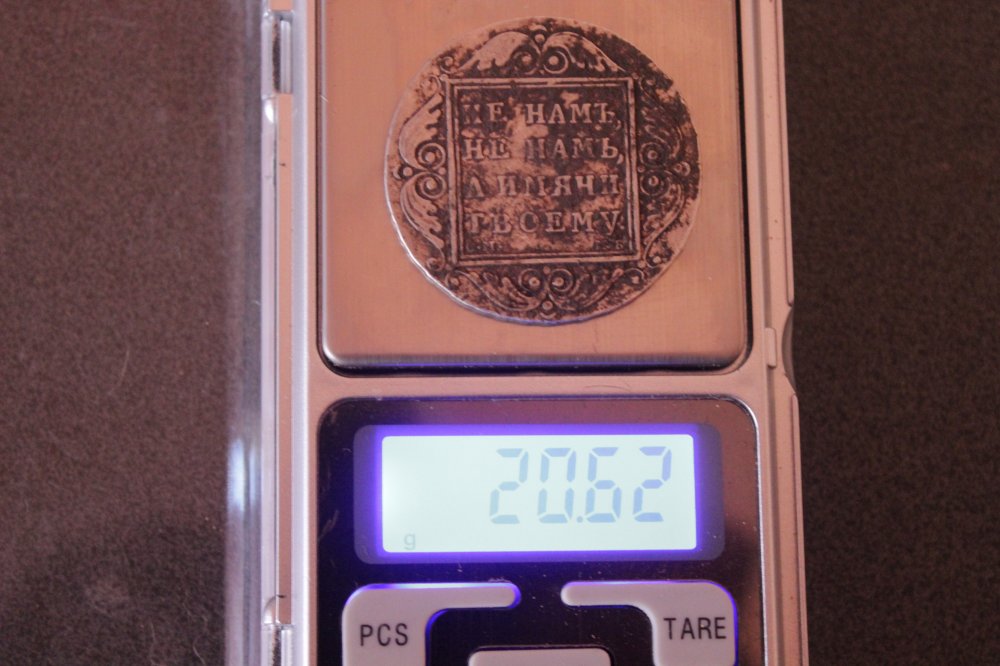 НЕ НАМЪ,
НЕ НАМЪ,
А ИМЯНИ
ТВОЕМУ.
20.62
g
PCS
TARE